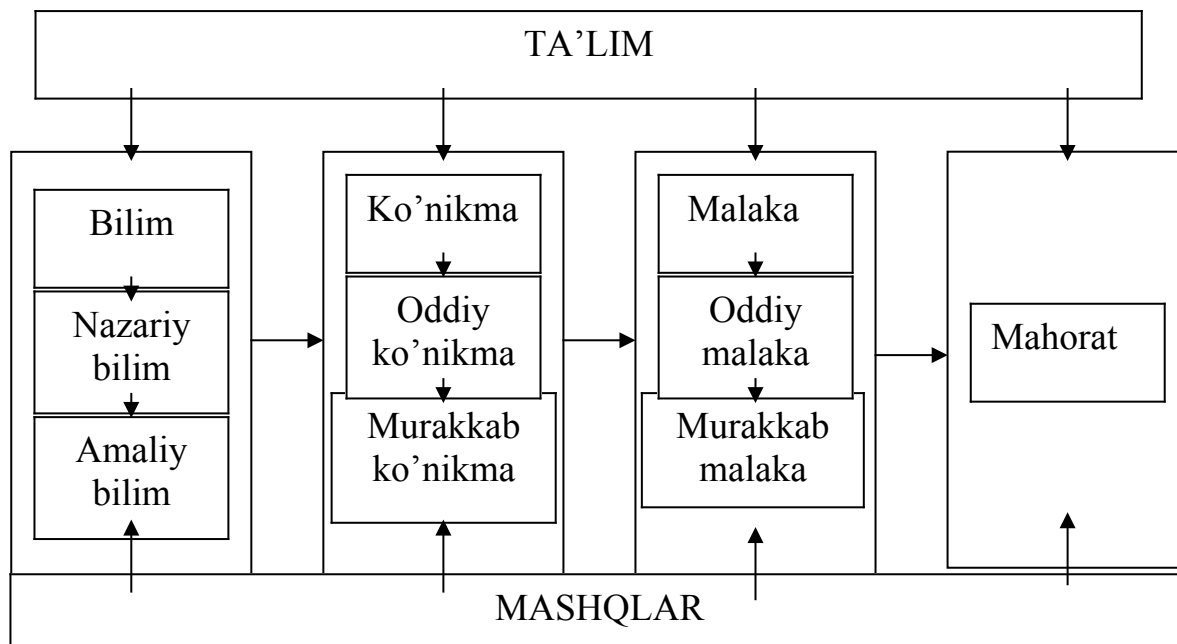 TA’LIM
Bilim
Nazariy
bilim
Amaliy
bilim
Ko’nikma
Oddiy
ko’nikma
Murakkab
ko’nikma
Malaka
Oddiy
malaka
Murakkab
malaka
Mahorat
MASHQLAR